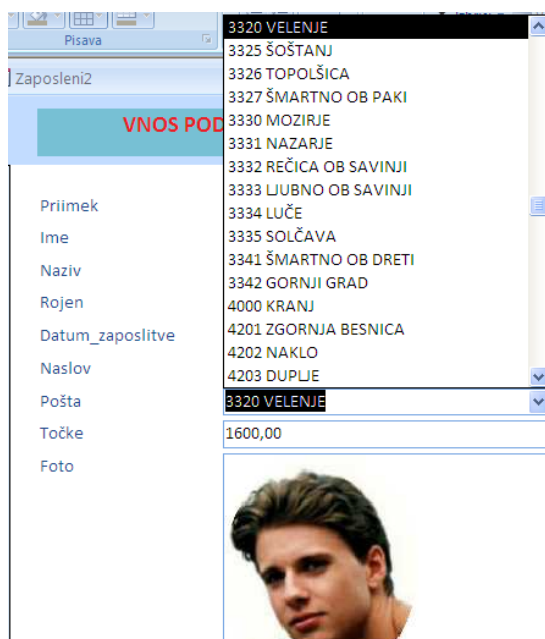 Pisava
3320 VELENJE
3325 ŠOŠTANJ
3326 TOPOLŠICA
3327 ŠMARTNO OB PAKI
3330 MOZIRJE
3331 NAZARJE
3332 REČICA OB SAVINJI
3333 LJUBNO OB SAVINJI
3334 LUČE
3335 SOLČAVA
3341 ŠMARTNO OB DRETI
3342 GORNJI GRAD
4000 KRANJ
4201 ZGORNJA BESNICA
4202 NAKLO
4203 DUPLJE
Zaposleni2
VNOS POD
Priimek
Ime
Naziv
Rojen
Datum_zaposlitve
Naslov
Pošta 3320 VELENJE
Točke 1600,00
Foto